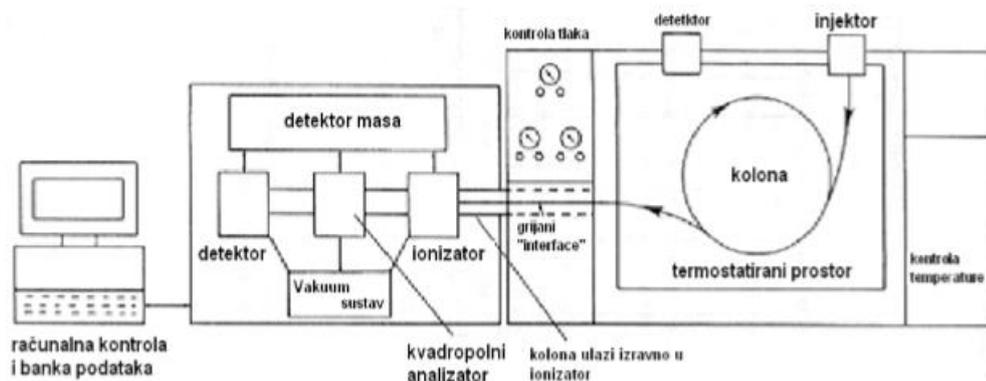 kontrola tlaka
detetktor
injektor
detektor masa
kolona
detektor
ionizator
grijani
"interface"
termostatirani prostor
kontrola
temperature
Vakuum
sustav
računalna kontrola
i banka podataka
kvadropolni
analizator
kolona ulazi izravno u
ionizator